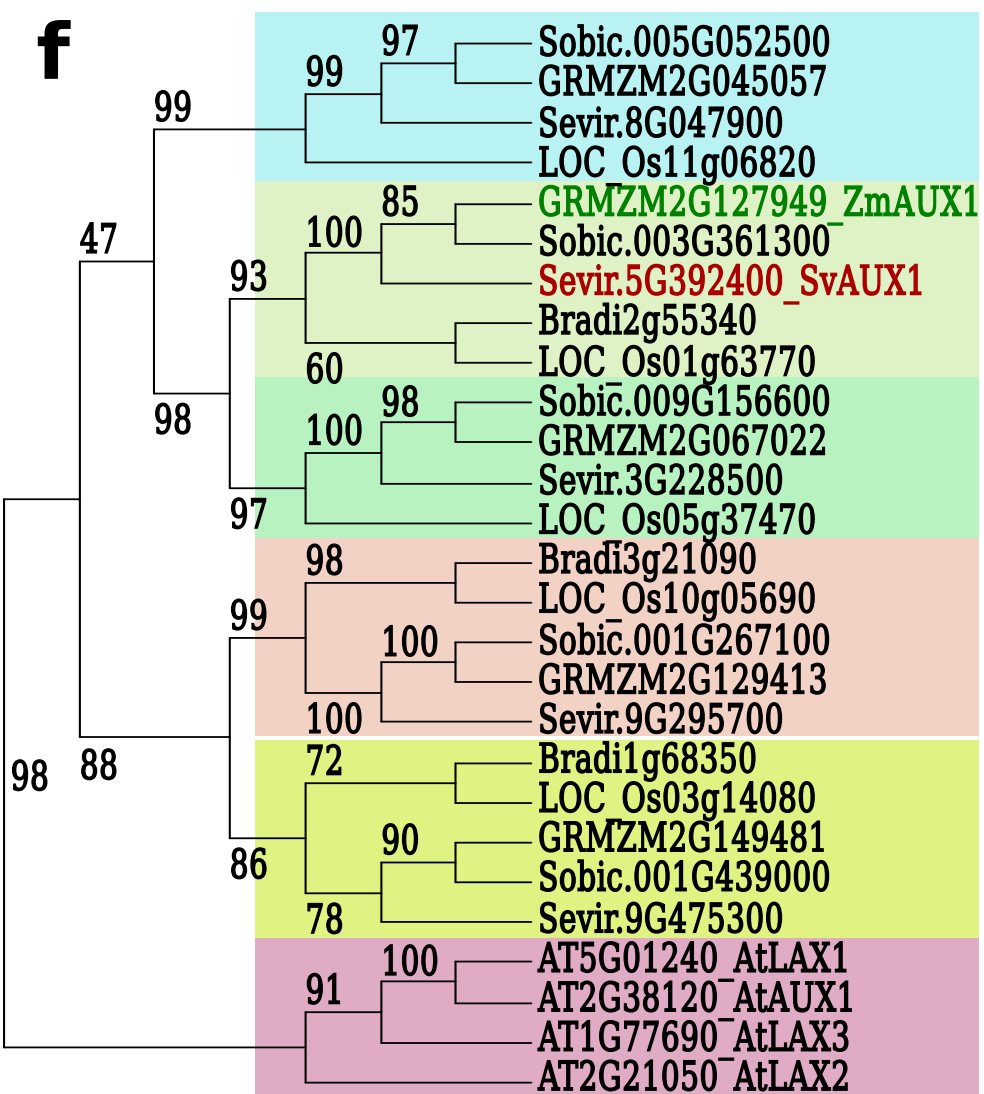 f
97
Sobic.005G052500
99
GRMZM2G045057
99
Sevir.8G047900
LOC_Os11g06820
85
GRMZM2G127949_ZmAUX1
47
100
Sobic.003G361300
93
Sevir.5G392400_SvAUX1
Bradi2g55340
60
LOC_Os01g63770
98
98
Sobic.009G156600
100
GRMZM2G067022
Sevir.3G228500
97
LOC_Os05g37470
98
Bradi3g21090
99
LOC_Os10g05690
100
Sobic.001G267100
GRMZM2G129413
100
Sevir.9G295700
98
88
72
Bradi1g68350
LOC_Os03g14080
90
GRMZM2G149481
86
Sobic.001G439000
78
Sevir.9G475300
100
AT5G01240_AtLAX1
91
AT2G38120_AtAUX1
AT1G77690_AtLAX3
AT2G21050_AtLAX2